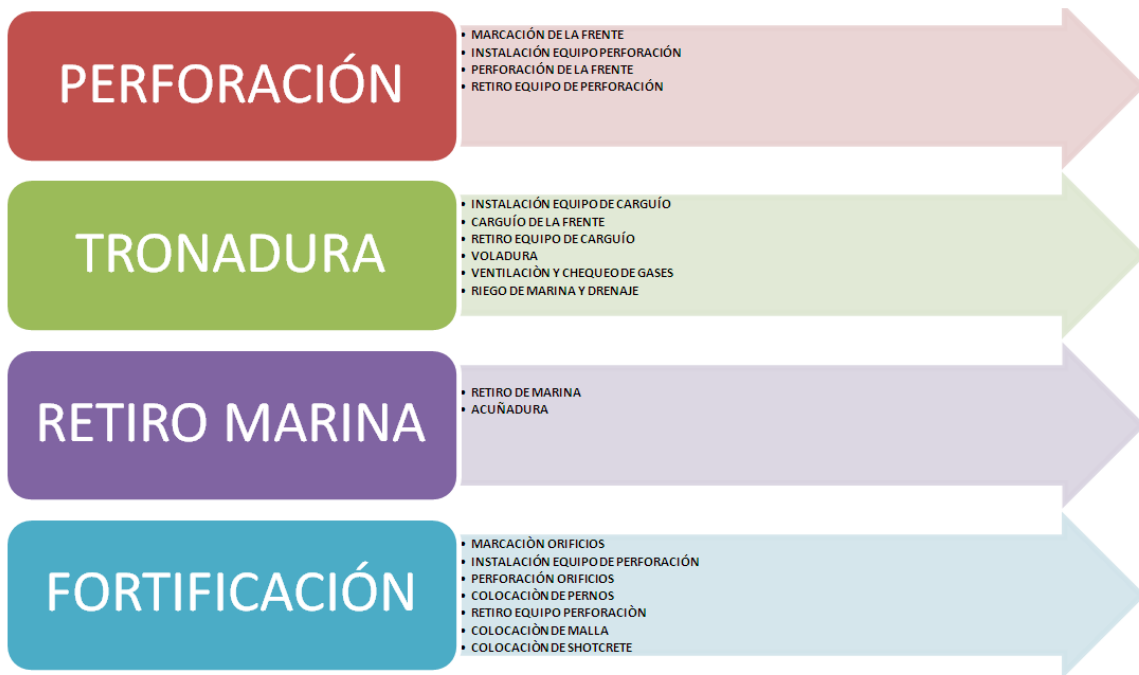 PERFORACIÓN
• MARCACIÓN DE LA FRENTE
• INSTALACIÓN EQUIPO PERFORACIÓN
• PERFORACIÓN DE LA FRENTE
• RETIRO EQUIPO DE PERFORACIÓN
TRONADURA
• INSTALACIÓN EQUIPO DE CARGUÍO
• CARGUÍO DE LA FRENTE
• RETIRO EQUIPO DE CARGUÍO
• VOLADURA
• VENTILACIÒN Y CHEQUEO DE GASES
• RIEGO DE MARINA Y DRENAJE
RETIRO MARINA
• RETIRO DE MARINA
• ACUÑADURA
FORTIFICACIÓN
• MARCACIÒN ORIFICIOS
• INSTALACIÓN EQUIPO DE PERFORACIÓN
• PERFORACIÓN ORIFICIOS
• COLOCACIÒN DE PERNOS
• RETIRO EQUIPO PERFORACIÒN
• COLOCACIÒN DE MALLA
• COLOCACIÒN DE SHOTCRETE